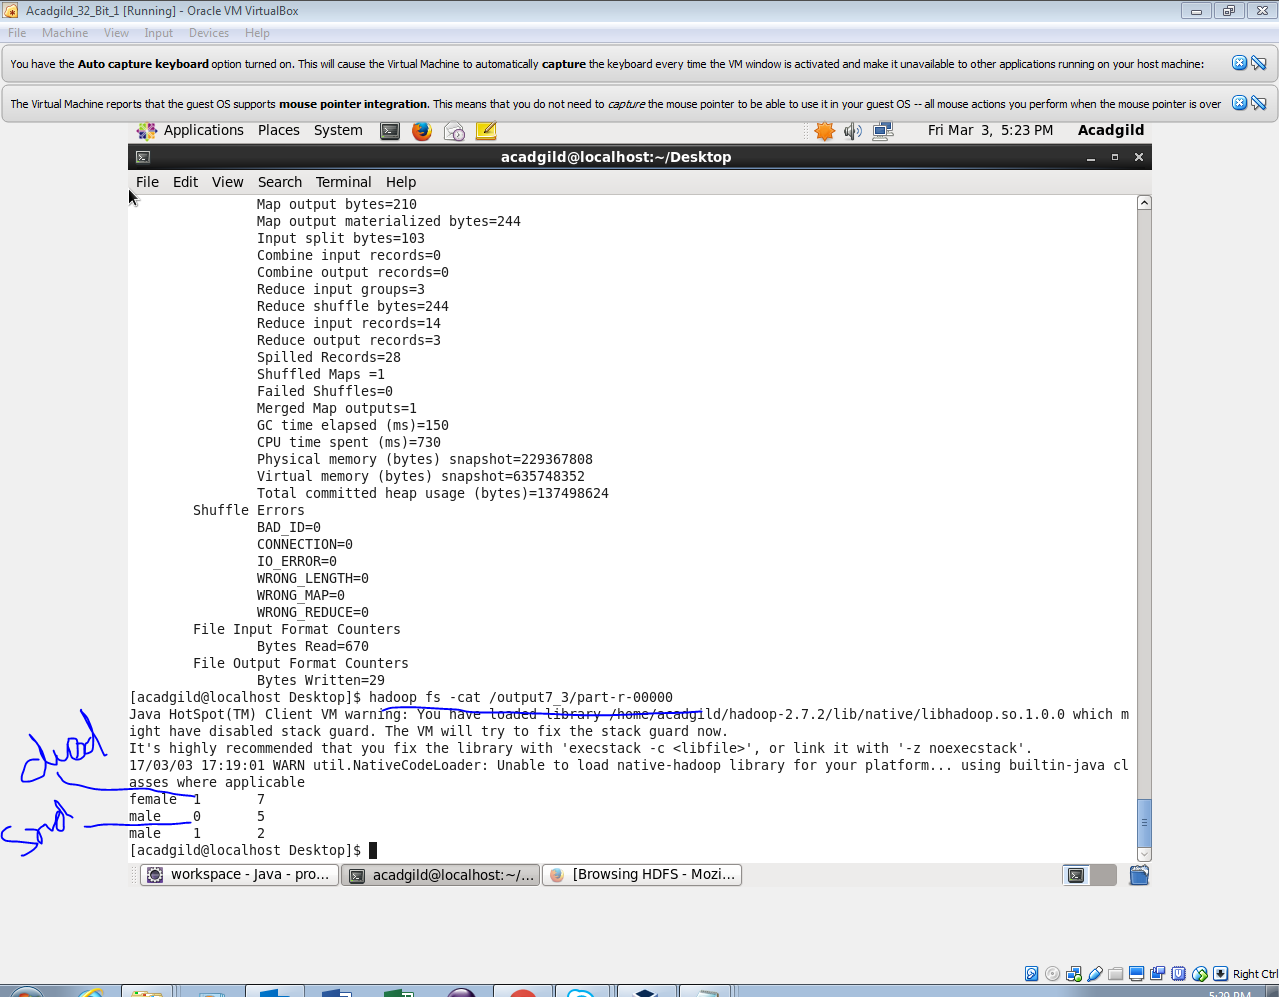 Acadgild_32_Bit_1 [Running] - Oracle VM VirtualBox
File Machine View Input Devices Help
You have the Auto capture keyboard option turned on. This will cause the Virtual Machine to automatically capture the keyboard every time the VM window is activated and make it unavailable to other applications running on your host machine:
The Virtual Machine reports that the guest OS supports mouse pointer integration. This means that you do not need to capture the mouse pointer to be able to use it in your guest OS -- all mouse actions you perform when the mouse pointer is over
Applications Places System Fri Mar 3, 5:23 PM Acadgild
acadgild@localhost:~/Desktop
File Edit View Search Terminal Help
Map output bytes=210
Map output materialized bytes=244
Input split bytes=103
Combine input records=0
Combine output records=0
Reduce input groups=3
Reduce shuffle bytes=244
Reduce input records=14
Reduce output records=3
Spilled Records=28
Shuffled Maps =1
Failed Shuffles=0
Merged Map outputs=1
GC time elapsed (ms)=150
CPU time spent (ms)=730
Physical memory (bytes) snapshot=229367808
Virtual memory (bytes) snapshot=635748352
Total committed heap usage (bytes)=137498624
Shuffle Errors
BAD_ID=0
CONNECTION=0
IO_ERROR=0
WRONG_LENGTH=0
WRONG_MAP=0
WRONG_REDUCE=0
File Input Format Counters
Bytes Read=670
File Output Format Counters
Bytes Written=29
[acadgild@localhost Desktop]$ hadoop fs -cat /output7_3/part-r-00000
Java HotSpot(TM) Client VM warning: You have loaded library /home/acadgild/hadoop-2.7.2/lib/native/libhadoop.so.1.0.0 which m
ight have disabled stack guard. The VM will try to fix the stack guard now.
It's highly recommended that you fix the library with 'execstack -c <libfile>', or link it with '-z noexecstack'.
17/03/03 17:19:01 WARN util.NativeCodeLoader: Unable to load native-hadoop library for your platform... using builtin-java cl
asses where applicable
female 1 7
male 0 5
male 1 2
[acadgild@localhost Desktop]$
workspace - Java - pro... acadgild@localhost:~/... [Browsing HDFS - Mozi...
Right Ctrl
5:29 PM